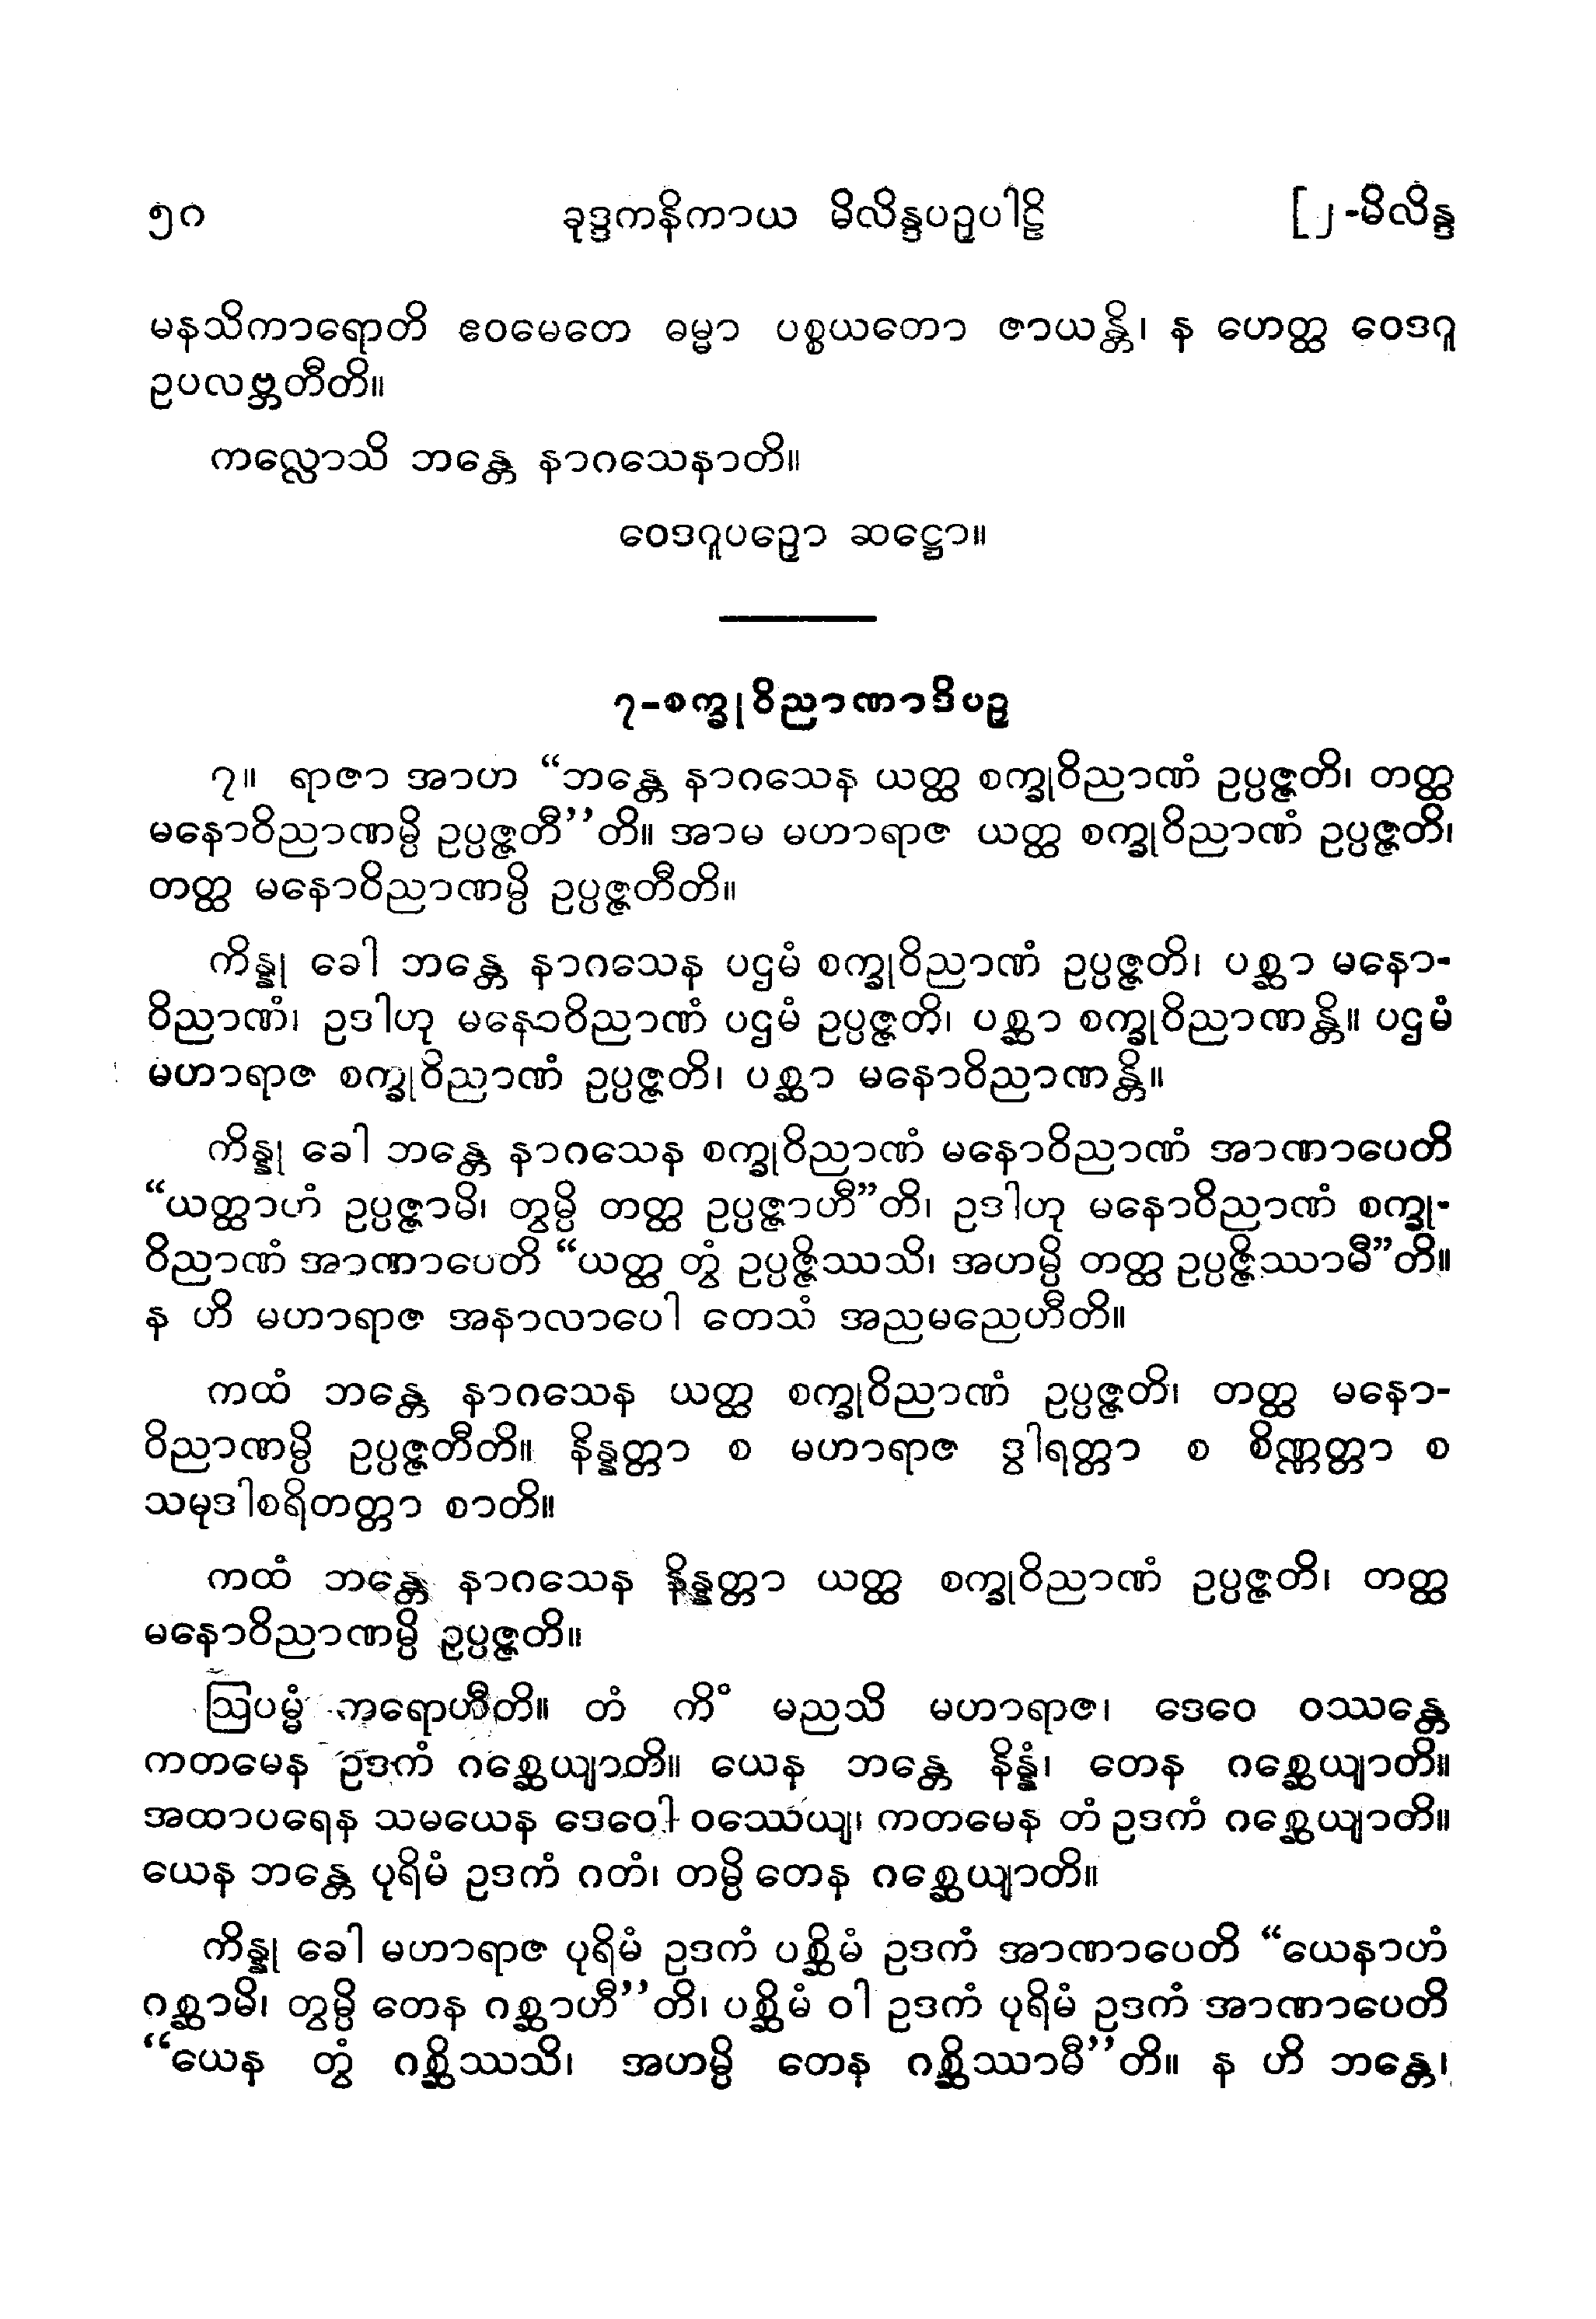 ၅၀ ခုဒ္ဒကနိကာယ မိလိန္ဒပဉှပါဠိ [၂-မိလိန္ဒ
မနသိကာရောတိ ဧဝမေတေ ဓမ္မာ ပစ္စယတော ဇာယန္တိ၊ န ဟေတ္ထ ဝေဒဂူ
ဥပလဗ္ဘတီတိ။
ကလ္လောသိ ဘန္တေ နာဂသေနာတိ။
ဝေဒဂူပဉှော ဆဋ္ဌော။
၇-စက္ခုဝိညာဏာဒိပဉှ
၇။ ရာဇာ အာဟ “ဘန္တေ နာဂသေန ယတ္ထ စက္ခုဝိညာဏံ ဥပ္ပဇ္ဇတိ၊ တတ္ထ
မနောဝိညာဏမ္ပိ ဥပ္ပဇ္ဇတီ’’တိ။ အာမ မဟာရာဇ ယတ္ထ စက္ခုဝိညာဏံ ဥပ္ပဇ္ဇတိ၊
တတ္ထ မနောဝိညာဏမ္ပိ ဥပ္ပဇ္ဇတီတိ။
ကိန္နု ခေါ ဘန္တေ နာဂသေန ပဌမံ စက္ခုဝိညာဏံ ဥပ္ပဇ္ဇတိ၊ ပစ္ဆာ မနော-
ဝိညာဏံ၊ ဥဒါဟု မနောဝိညာဏံ ပဌမံ ဥပ္ပဇ္ဇတိ၊ ပစ္ဆာ စက္ခုဝိညာဏန္တိ။ ပဌမံ
မဟာရာဇ စက္ခုဝိညာဏံ ဥပ္ပဇ္ဇတိ၊ ပစ္ဆာ မနောဝိညာဏန္တိ။
ကိန္နု ခေါ ဘန္တေ နာဂသေန စက္ခုဝိညာဏံ မနောဝိညာဏံ အာဏာပေတိ
“ယတ္ထာဟံ ဥပ္ပဇ္ဇာမိ၊ တွမ္ပိ တတ္ထ ဥပ္ပဇ္ဇာဟီ”တိ၊ ဥဒါဟု မနောဝိညာဏံ စက္ခု-
ဝိညာဏံ အာဏာပေတိ “ယတ္ထ တွံ ဥပ္ပဇ္ဇိဿသိ၊ အဟမ္ပိ တတ္ထ ဥပ္ပဇ္ဇိဿာမီ”တိ။
န ဟိ မဟာရာဇ အနာလာပေါ တေသံ အညမညေဟီတိ။
ကထံ ဘန္တေ နာဂသေန ယတ္ထ စက္ခုဝိညာဏံ ဥပ္ပဇ္ဇတိ၊ တတ္ထ မနော-
ဝိညာဏမ္ပိ ဥပ္ပဇ္ဇတီတိ။ နိန္နတ္တာ စ မဟာရာဇ ဒွါရတ္တာ စ စိဏ္ဏတ္တာ စ
သမုဒါစရိတတ္တာ စာတိ။
ကထံ ဘန္တေ နာဂသေန နိန္နတ္တာ ယတ္ထ စက္ခုဝိညာဏံ ဥပ္ပဇ္ဇတိ၊ တတ္ထ
မနောဝိညာဏမ္ပိ ဥပ္ပဇ္ဇတိ။
ဩပမ္မံ ကရောဟီတိ။ တံ ကိံ မညသိ မဟာရာဇ၊ ဒေဝေ ဝဿန္တေ
ကတမေန ဥဒကံ ဂစ္ဆေယျာတိ။ ယေန ဘန္တေ နိန္နံ၊ တေန ဂစ္ဆေယျာတိ။
အထာပရေန သမယေန ဒေဝေါ ဝဿေယျ၊ ကတမေန တံ ဥဒကံ ဂစ္ဆေယျာတိ။
ယေန ဘန္တေ ပုရိမံ ဥဒကံ ဂတံ၊ တမ္ပိ တေန ဂစ္ဆေယျာတိ။
ကိန္နု ခေါ မဟာရာဇ ပုရိမံ ဥဒကံ ပစ္ဆိမံ ဥဒကံ အာဏာပေတိ “ယေနာဟံ
ဂစ္ဆာမိ၊ တွမ္ပိ တေန ဂစ္ဆာဟီ’’တိ၊ ပစ္ဆိမံ ဝါ ဥဒကံ ပုရိမံ ဥဒကံ အာဏာပေတိ
“ယေန တွံ ဂစ္ဆိဿသိ၊ အဟမ္ပိ တေန ဂစ္ဆိဿာမီ’’တိ။ န ဟိ ဘန္တေ၊